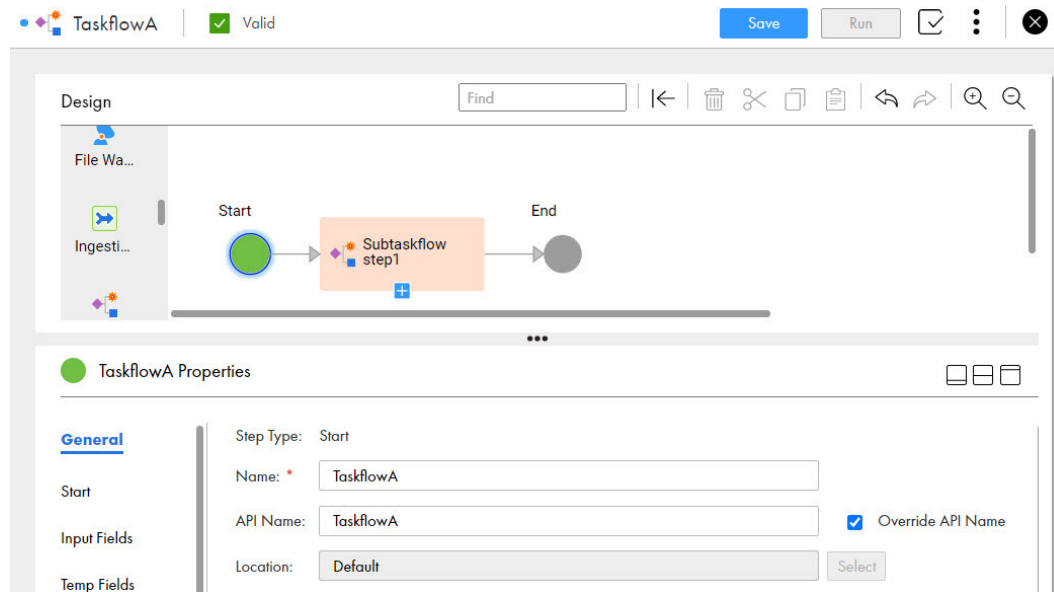 TaskflowA
Valid
Save
Run
Design
Find
File Wa...
Ingesti...
Start
Subtaskflow
step1
End
TaskflowA Properties
General
Start
Input Fields
Temp Fields
Step Type: Start
Name: * TaskflowA
API Name: TaskflowA
Override API Name
Location: Default
Select